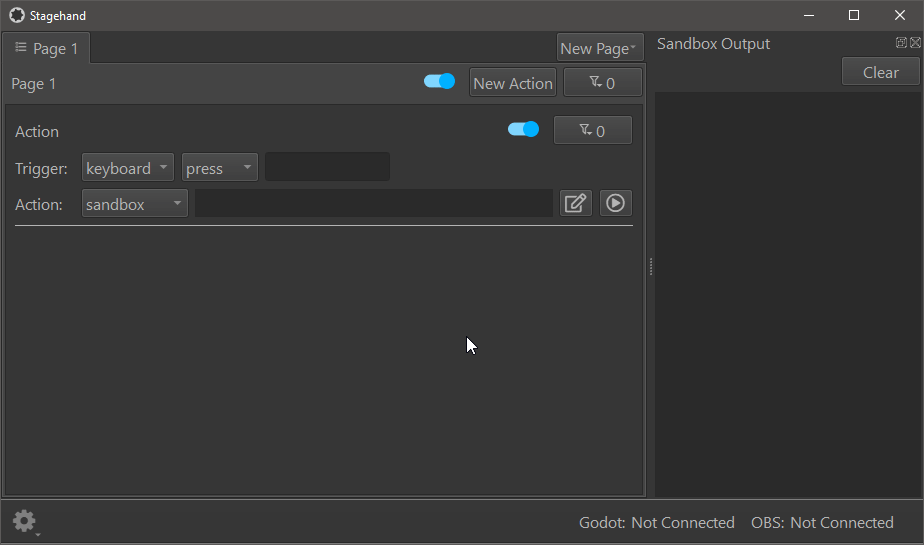 Stagehand
Page 1 New Page Sandbox Output
Page 1 New Action 0 Clear
Action 0
Trigger: keyboard press
Action: sandbox
Godot: Not Connected OBS: Not Connected